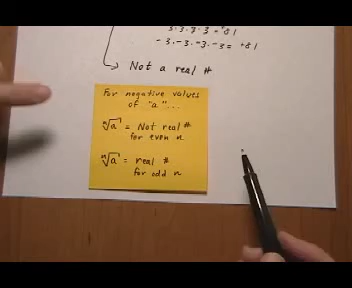 3·3·3·3 = +81
-3·-3·-3·-3 = +81
Not a real #
For negative values
of "a"...
ⁿ√a = Not real #
for even n
ⁿ√a = real #
for odd n